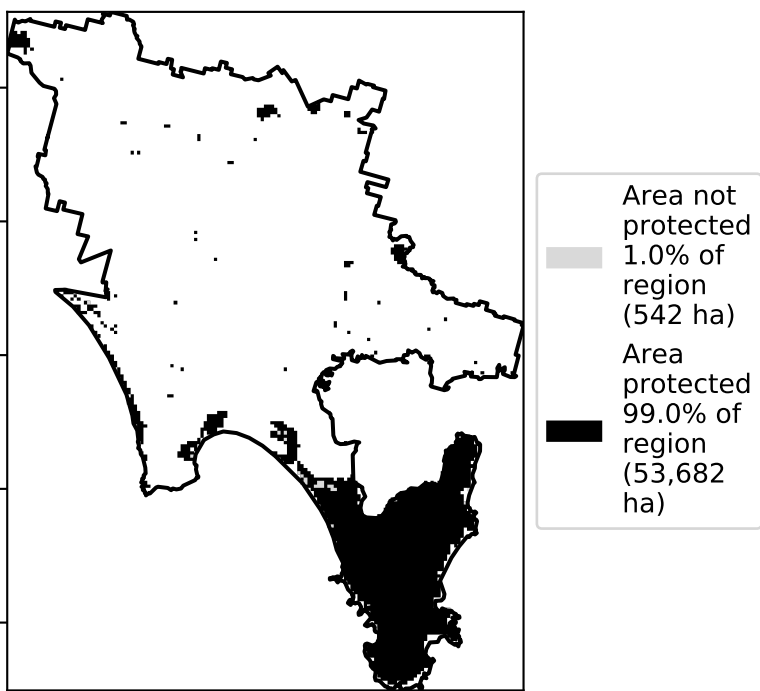 Area not
protected
1.0% of
region
(542 ha)
Area
protected
99.0% of
region
(53,682
ha)